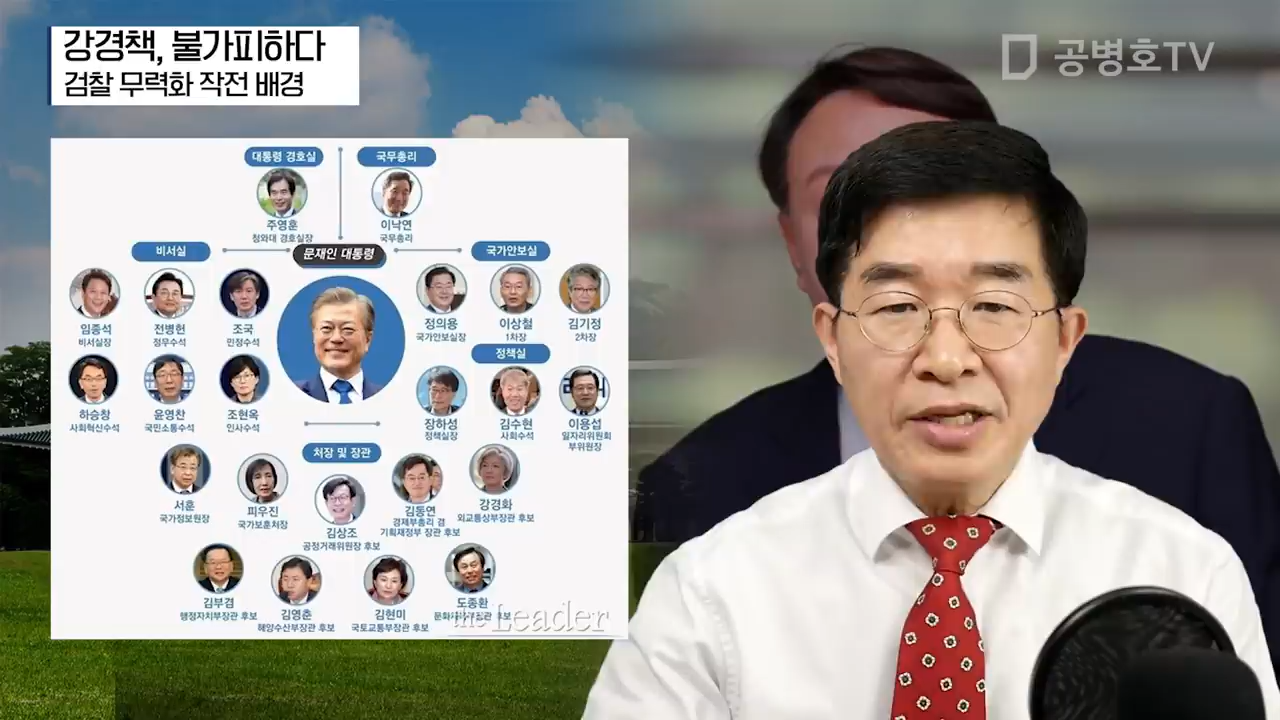 강경책, 불가피하다
검찰 무력화 작전 배경
공병호TV
대통령 경호실
국무총리
주영훈
청와대 경호실장
이낙연
국무총리
비서실
문재인 대통령
국가안보실
임종석
비서실장
전병헌
정무수석
조국
민정수석
정의용
국가안보실장
이상철
1차장
김기정
2차장
정책실
하승창
사회혁신수석
윤영찬
국민소통수석
조현옥
인사수석
장하성
정책실장
김수현
사회수석
이용섭
일자리위원회
부위원장
처장 및 장관
서훈
국가정보원장
피우진
국가보훈처장
김상조
공정거래위원장 후보
김동연
경제부총리 겸
기획재정부 장관 후보
강경화
외교통상부장관 후보
김부겸
행정자치부장관 후보
김영춘
해양수산부장관 후보
김현미
국토교통부장관 후보
도종환
the Leader